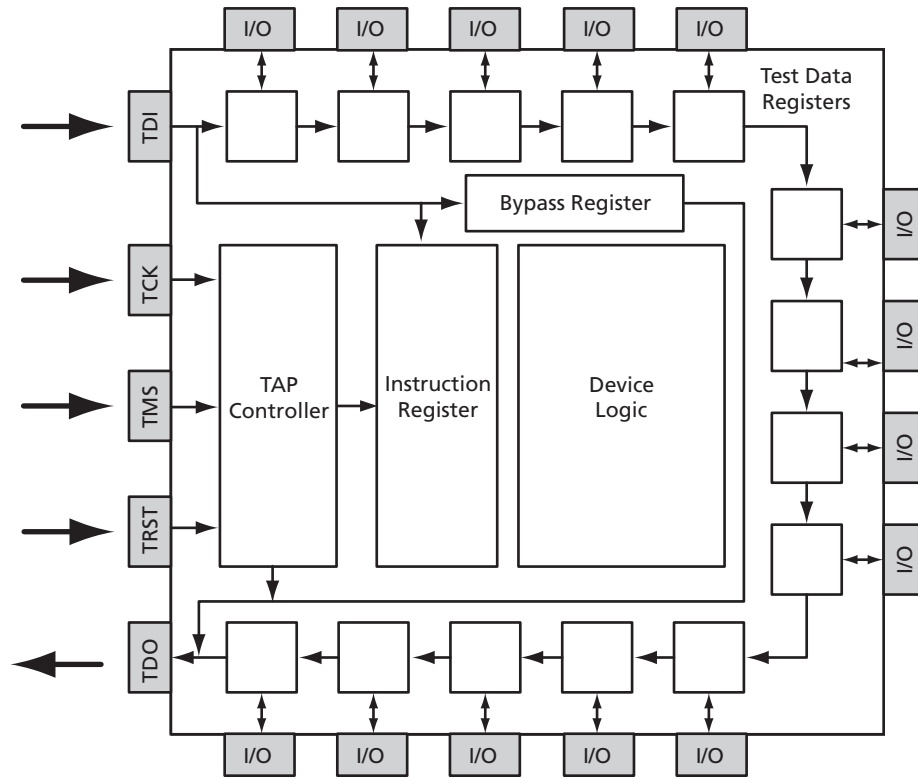 I/O I/O I/O I/O I/O
Test Data
Registers
TDI
Bypass Register
I/O
TCK
I/O
TAP
Controller
Instruction
Register
Device
Logic
TMS
I/O
TRST
I/O
TDO
I/O I/O I/O I/O I/O